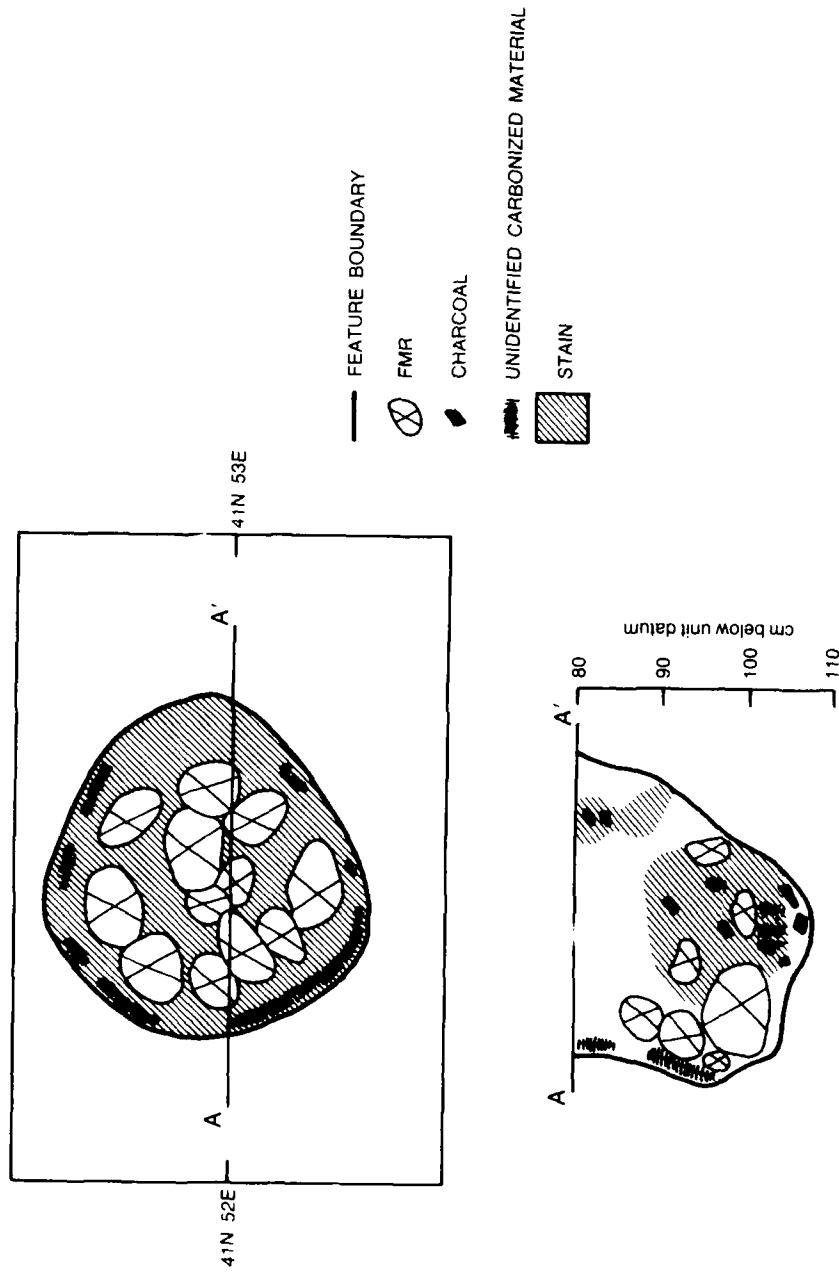 41N 52E
A
A'
41N 53E
A
A'
80
90
100
110
cm below unit datum
FEATURE BOUNDARY
FMR
CHARCOAL
UNIDENTIFIED CARBONIZED MATERIAL
STAIN